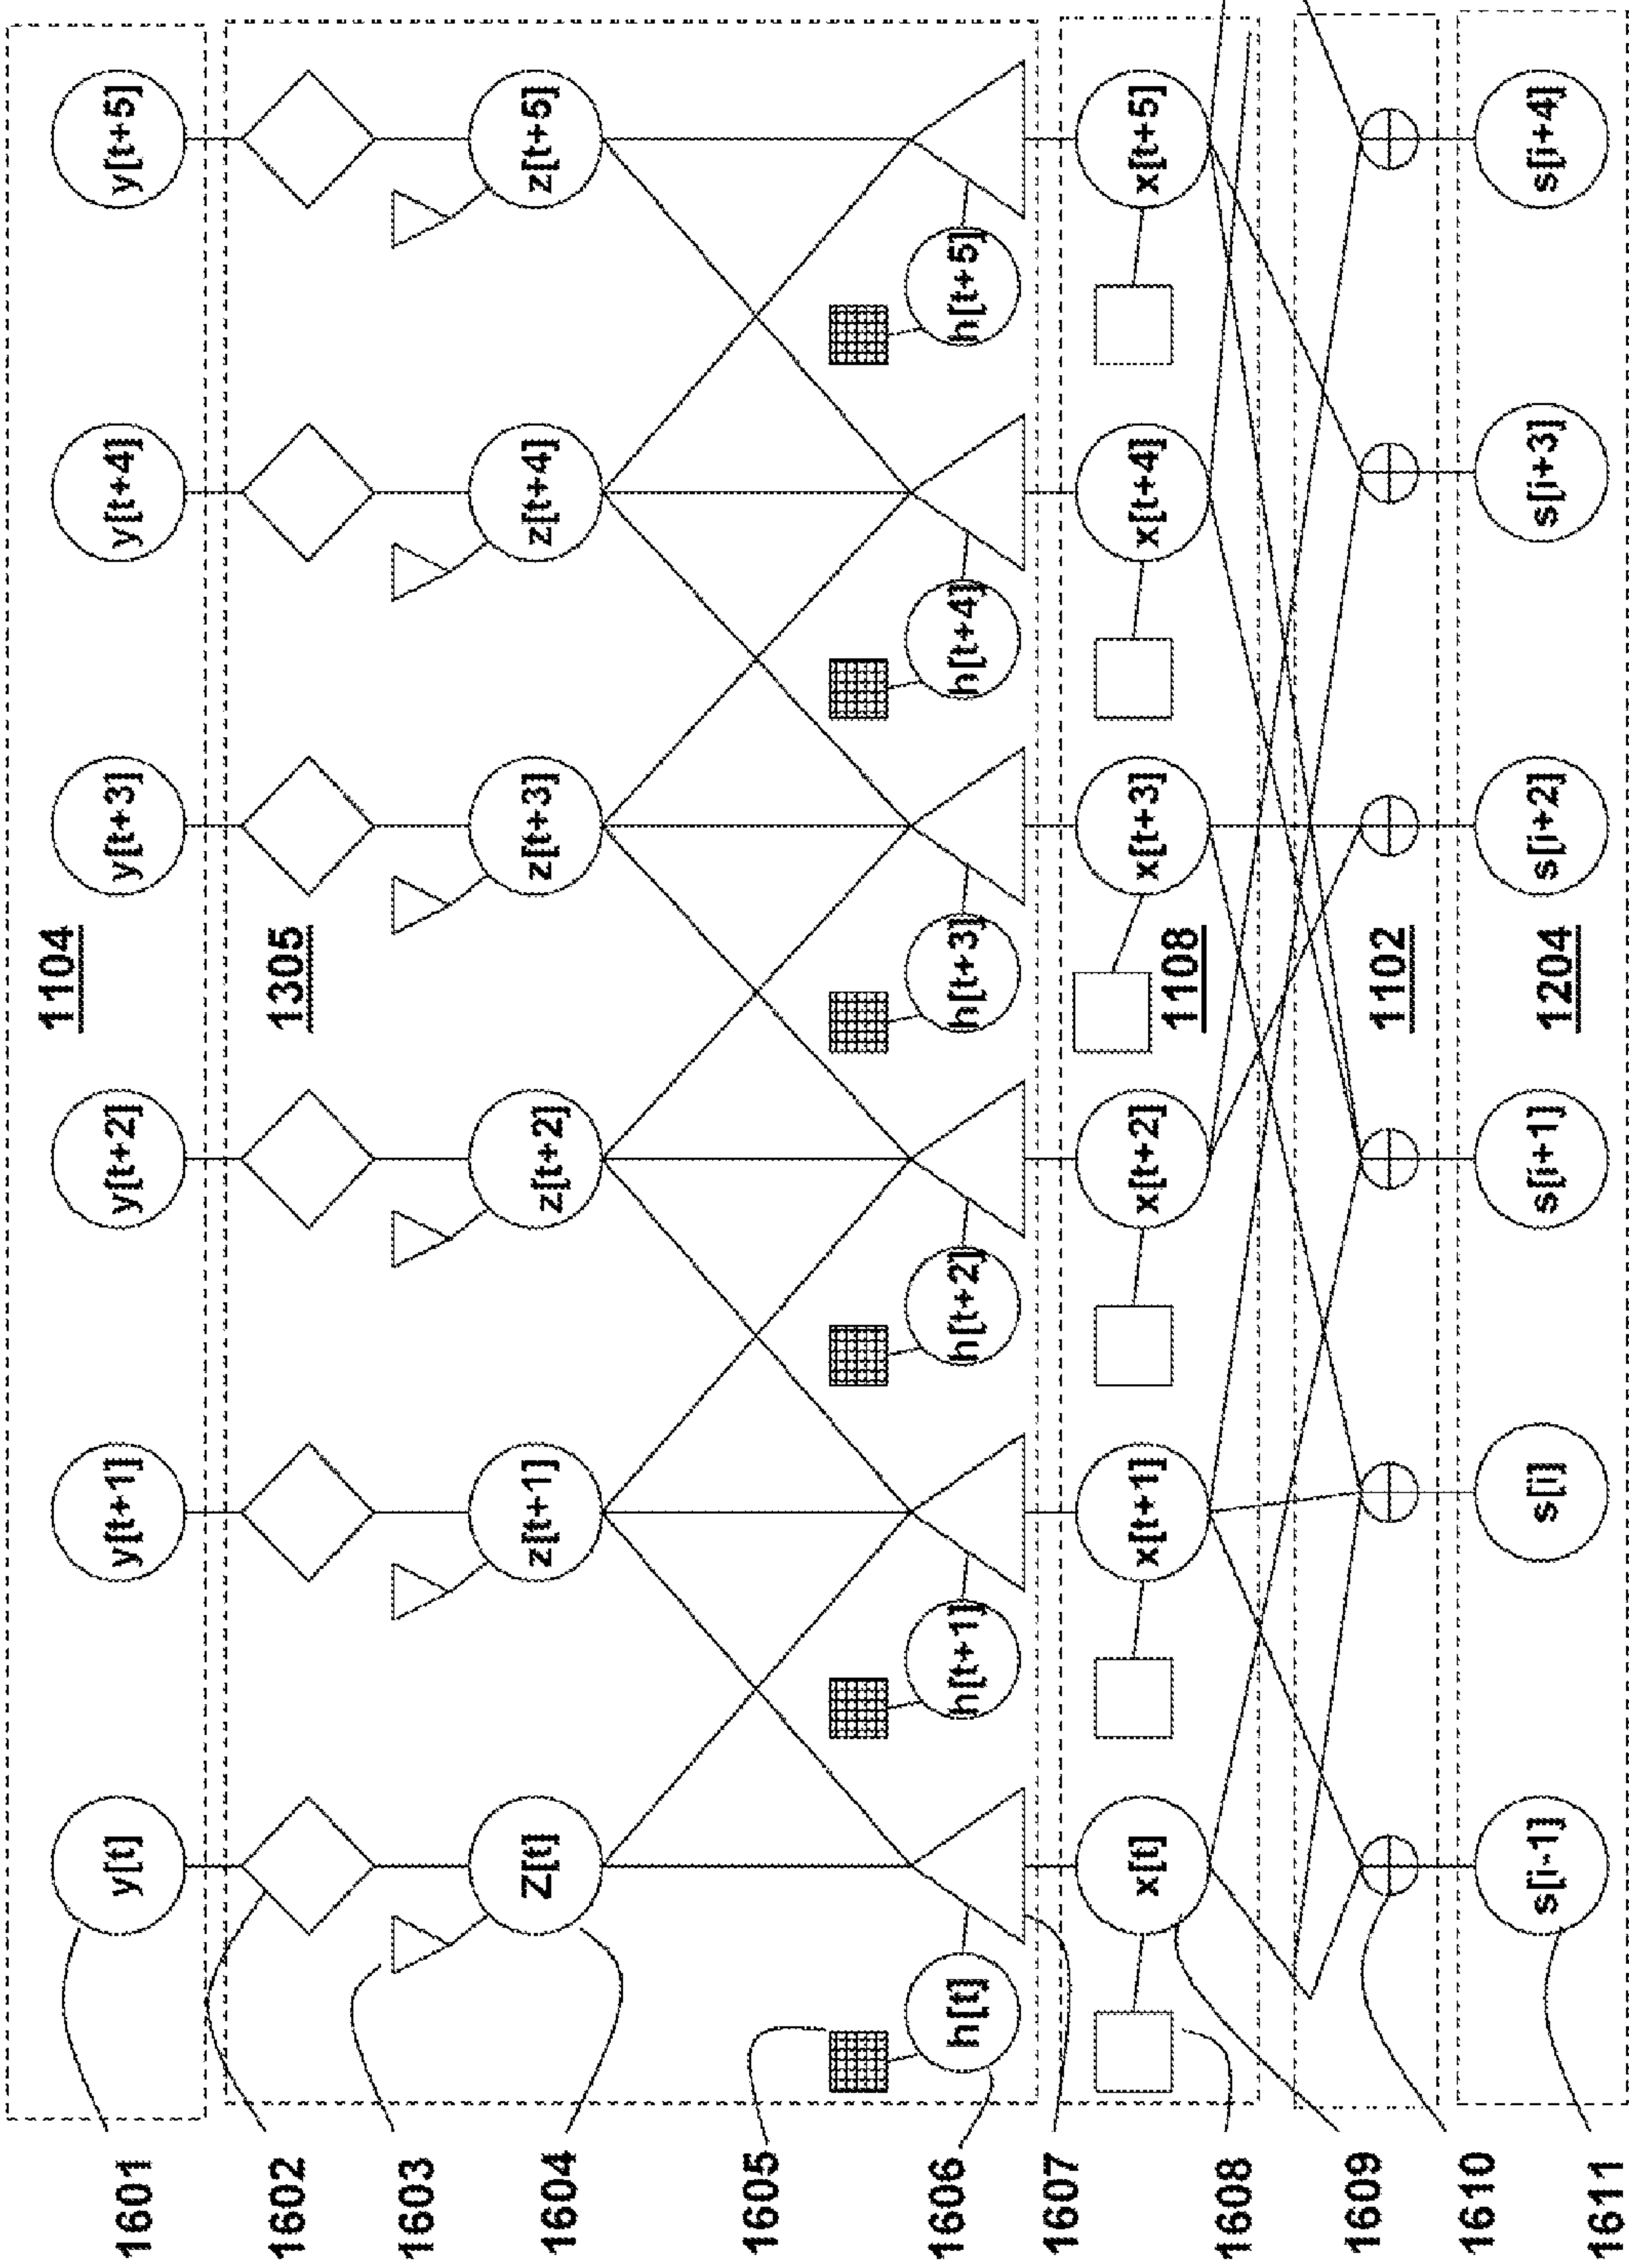 1601
y[t]
y[t+1]
y[t+2]
1104
y[t+3]
y[t+4]
y[t+5]
1602
1305
1603
1604
Z[t]
z[t+1]
z[t+2]
z[t+3]
z[t+4]
z[t+5]
1605
1606
h[t]
h[t+1]
h[t+2]
h[t+3]
h[t+4]
h[t+5]
1607
1608
x[t]
x[t+1]
x[t+2]
x[t+3]
x[t+4]
x[t+5]
1108
1609
1610
1102
1611
s[i-1]
s[i]
s[i+1]
1204
s[i+2]
s[i+3]
s[i+4]